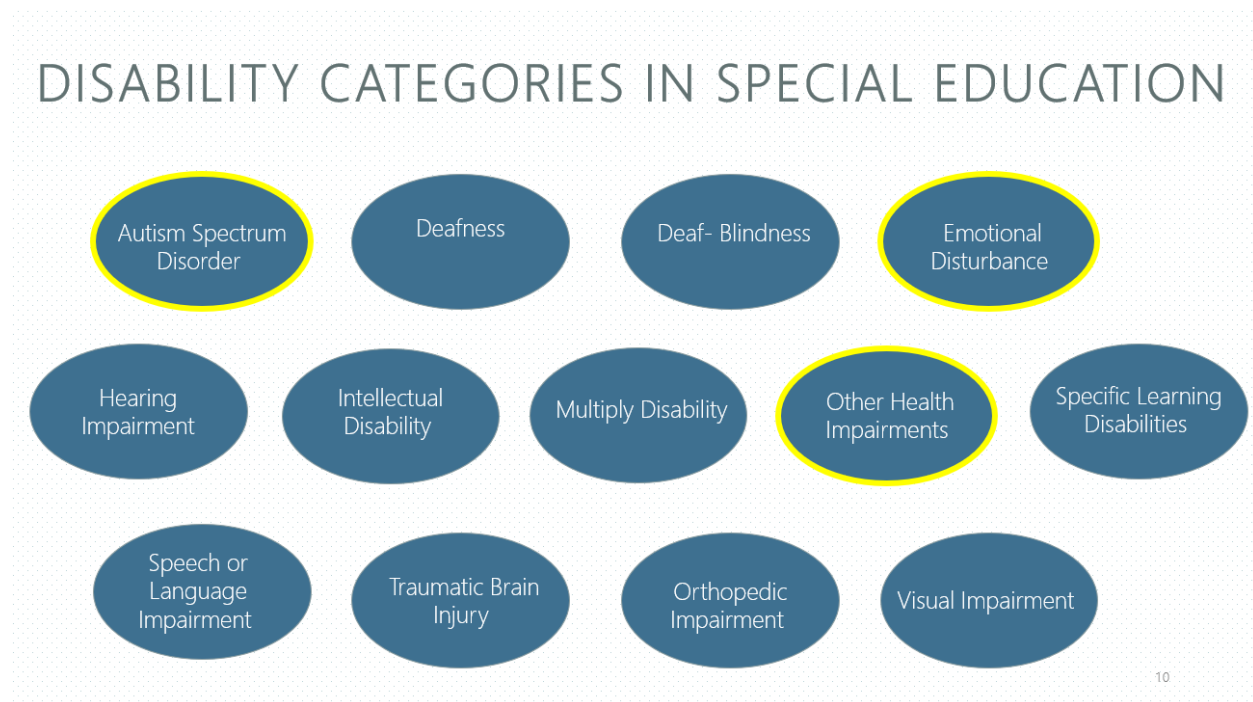 DISABILITY CATEGORIES IN SPECIAL EDUCATION
Autism Spectrum
Disorder
Deafness
Deaf- Blindness
Emotional
Disturbance
Hearing
Impairment
Intellectual
Disability
Multiply Disability
Other Health
Impairments
Specific Learning
Disabilities
Speech or
Language
Impairment
Traumatic Brain
Injury
Orthopedic
Impairment
Visual Impairment
10